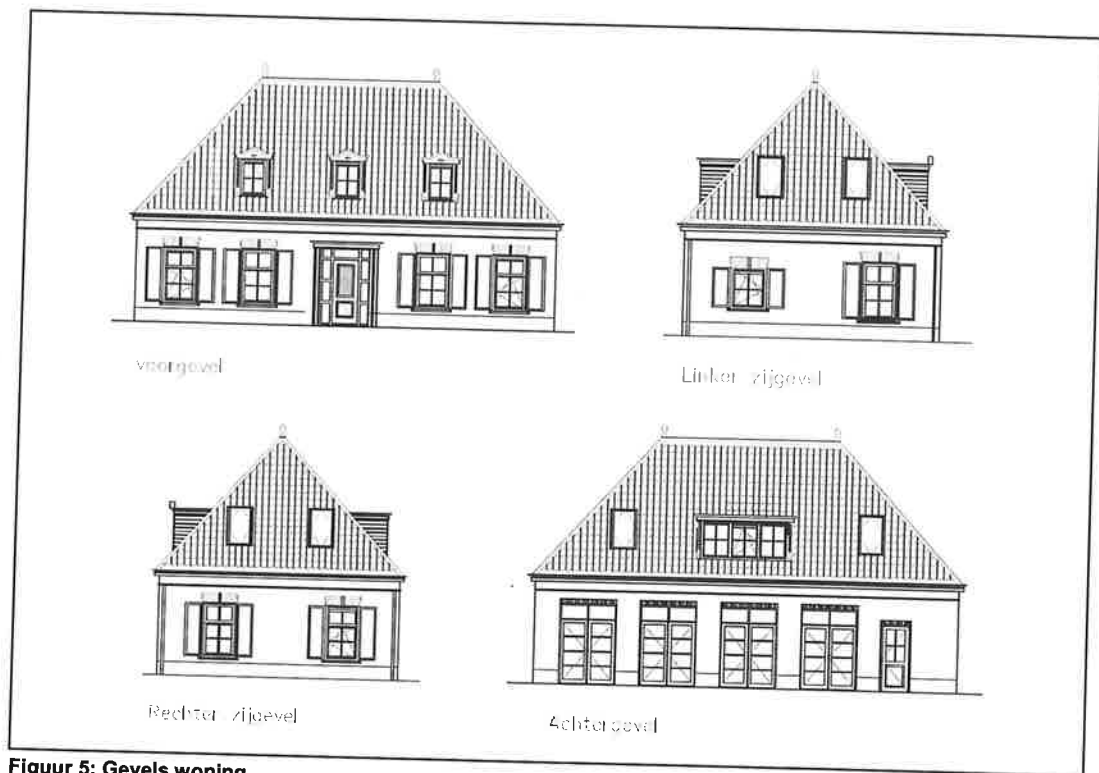 voorgevel
Linker zijgevel
Rechter zijgevel
Achtergevel
Figuur 5: Gevels woning